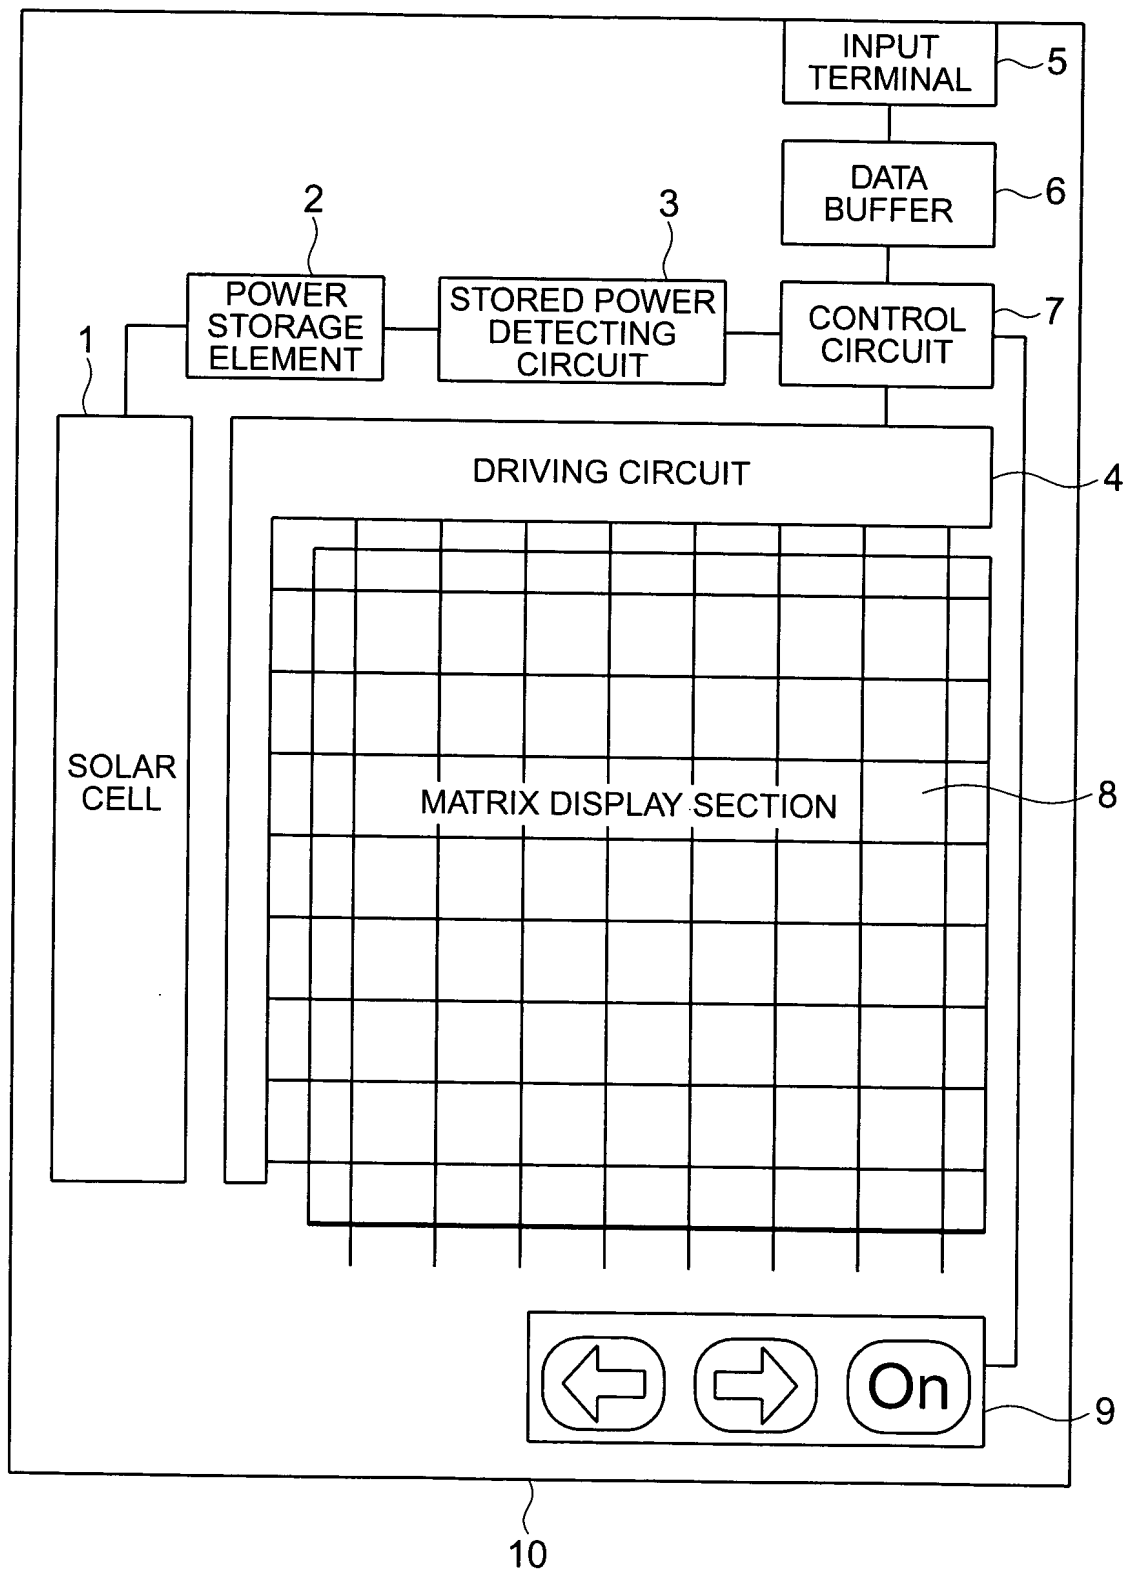 INPUT
TERMINAL
5
DATA
BUFFER
6
2
3
POWER
STORAGE
ELEMENT
STORED POWER
DETECTING
CIRCUIT
CONTROL
CIRCUIT
7
1
DRIVING CIRCUIT
4
SOLAR
CELL
MATRIX DISPLAY SECTION
8
On
9
10